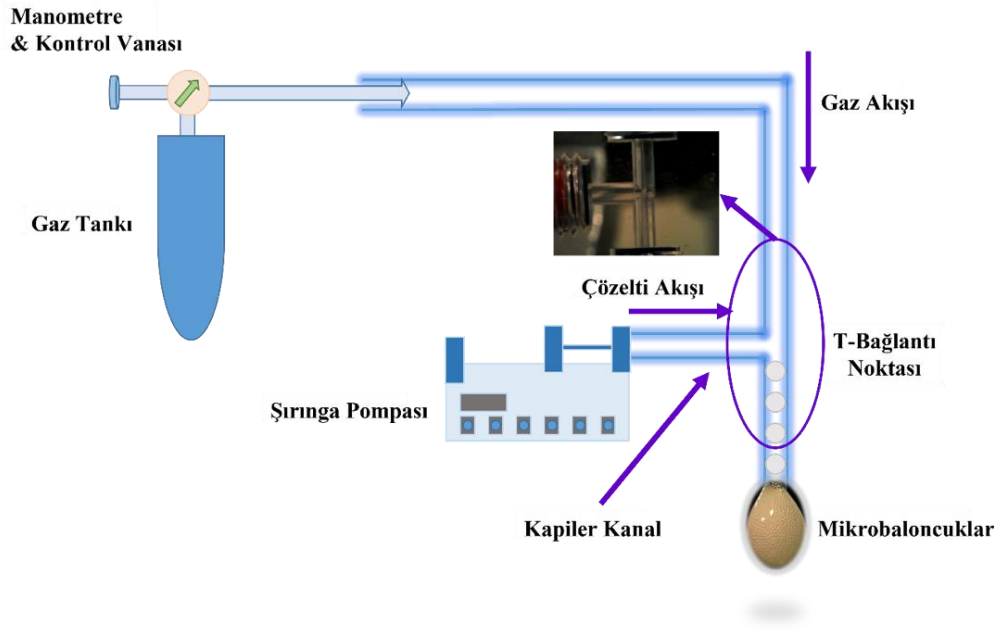 Manometre
& Kontrol Vanası
Gaz Akışı
Gaz Tankı
Çözelti Akışı
T-Bağlantı
Noktası
Şırınga Pompası
Kapiler Kanal
Mikrobaloncuklar